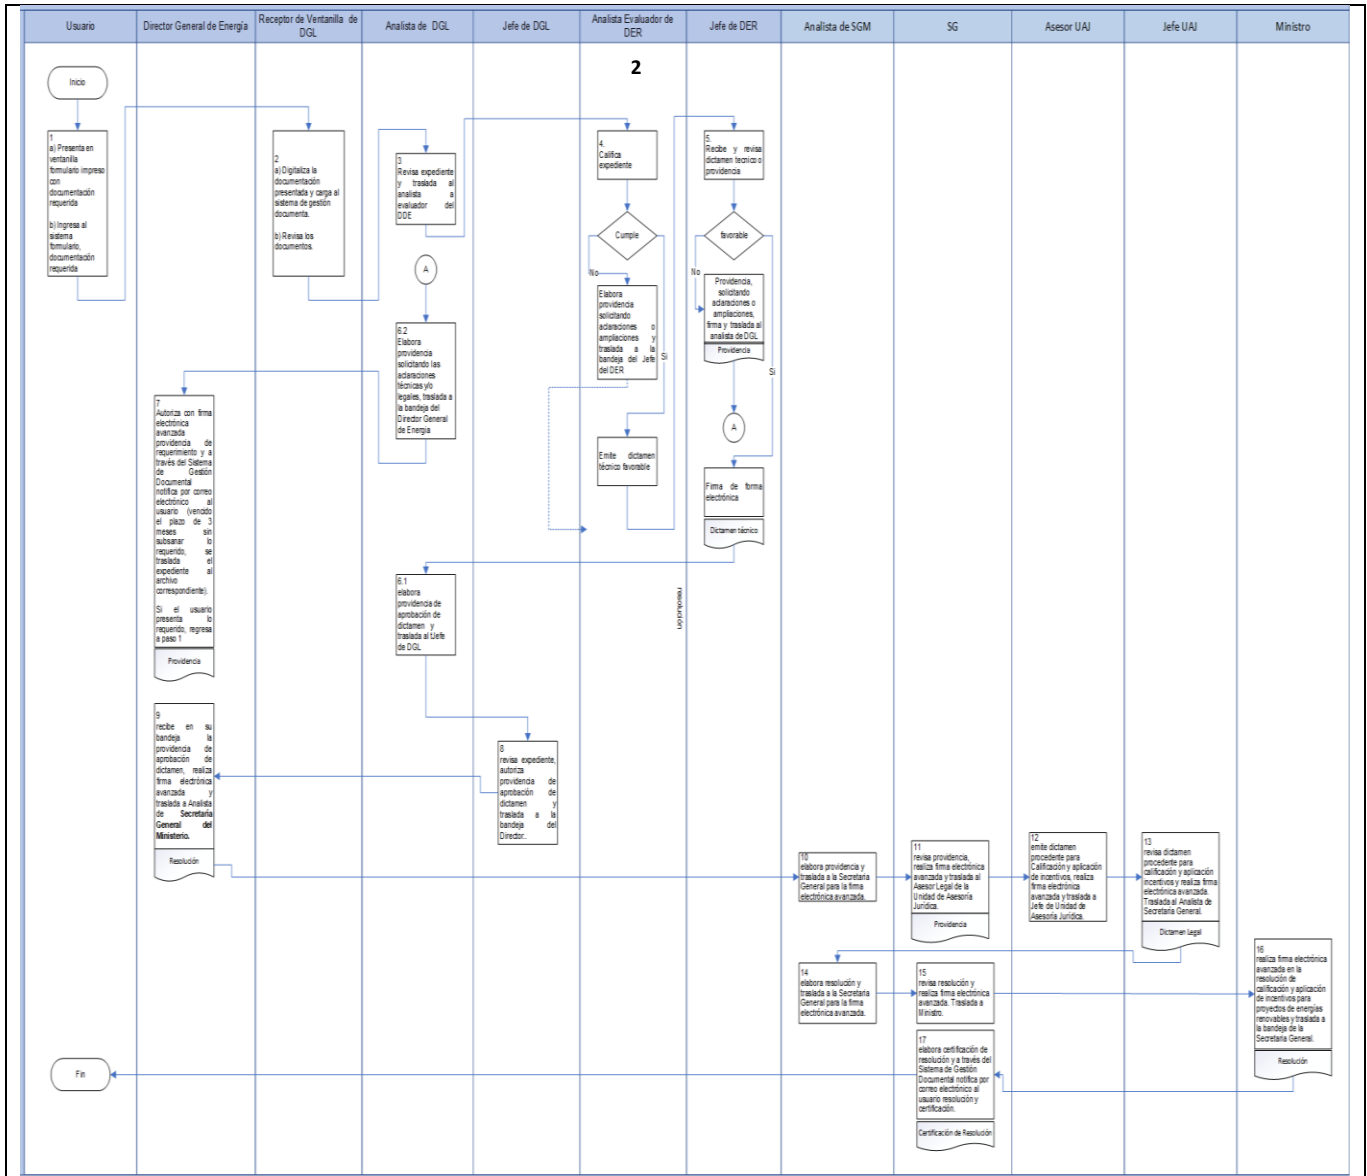 Usuario
Director General de Energía
Receptor de Ventanilla de
DGL
Analista de DGL
Jefe de DGL
Analista Evaluador de
DER
Jefe de DER
Analista de SGM
SG
Asesor UAJ
Jefe UAJ
Ministro
2
Inicio
1
a) Presenta en
ventanilla
formulario impreso
con
documentación
requerida
b) Ingresa al
sistema
formulario,
documentación
requerida
2
a) Digitaliza la
documentación
presentada y carga al
sistema de gestión
documenta.
b) Revisa los
documentos.
3
Revisa expediente
y traslada al
analista a
evaluador del
DDE
4.
Califica
expediente
5.
Recibe y revisa
dictamen tecnico o
providencia
Cumple
favorable
No
No
A
Elabora
providencia
solicitando
aclaraciones o
ampliaciones y
traslada a la
bandeja del Jefe
del DER
Si
Providencia,
solicitando
aclaraciones o
ampliaciones,
firma y traslada al
analista de DGL
Providencia
Si
6.2
Elabora
providencia
solicitando las
aclaraciones
técnicas y/o
legales, traslada a
la bandeja del
Director General
de Energia
A
7
Autoriza con firma
electrónica
avanzada
providencia de
requerimiento y a
través del Sistema
de Gestión
Documental
notifica por correo
electrónico al
usuario (vencido
el plazo de 3
meses sin
subsanar lo
requerido, se
traslada el
expediente al
archivo
correspondiente).
Si el usuario
presenta lo
requerido, regresa
a paso 1
Providencia
Emite dictamen
técnico favorable
Firma de forma
electrónica
Dictamen técnico
resolución
6.1
elabora
providencia de
aprobación de
dictamen y
traslada al tJefe
de DGL
8
revisa expediente,
autoriza
providencia de
aprobación de
dictamen y
traslada a la
bandeja del
Director..
9
recibe en su
bandeja la
providencia de
aprobación de
dictamen, realiza
firma electrónica
avanzada y
traslada a Analista
de Secretaría
General del
Ministerio.
Resolución
10
elabora providencia y
traslada a la Secretaria
General para la firma
electrónica avanzada.
11
revisa providencia,
realiza firma electrónica
avanzada y traslada al
Asesor Legal de la
Unidad de Asesoría
Jurídica.
Providencia
12
emite dictamen
procedente para
Calificación y aplicación
de incentivos, realiza
firma electrónica
avanzada y traslada a
Jefe de Unidad de
Asesoría Jurídica.
13
revisa dictamen
procedente para
calificación y aplicación
incentivos y realiza firma
electrónica avanzada.
Traslada al Analista de
Secretaria General.
Dictamen Legal
14
elabora resolución y
traslada a la Secretaria
General para la firma
electrónica avanzada.
15
revisa resolución y
realiza firma electrónica
avanzada. Traslada a
Ministro.
16
realiza firma electrónica
avanzada en la
resolución de
calificación y aplicación
de incentivos para
proyectos de energías
renovables y traslada a
la bandeja de la
Secretaria General.
Resolución
17
elabora certificación de
resolución y a través del
Sistema de Gestión
Documental notifica por
correo electrónico al
usuario resolución y
certificación.
Certificación de Resolución
Fin